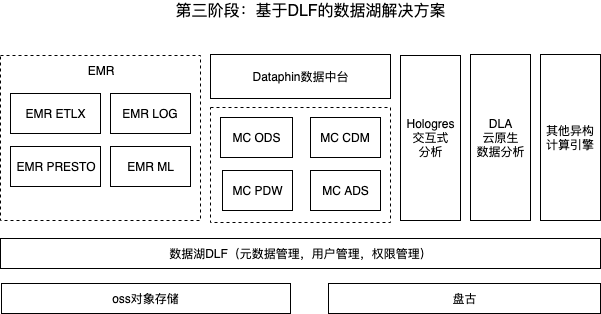 第三阶段：基于DLF的数据湖解决方案
EMR
EMR ETLX
EMR LOG
EMR PRESTO
EMR ML
Dataphin数据中台
MC ODS
MC CDM
MC PDW
MC ADS
Hologres
交互式
分析
DLA
云原生
数据分析
其他异构
计算引擎
数据湖DLF（元数据管理，用户管理，权限管理）
oss对象存储
盘古